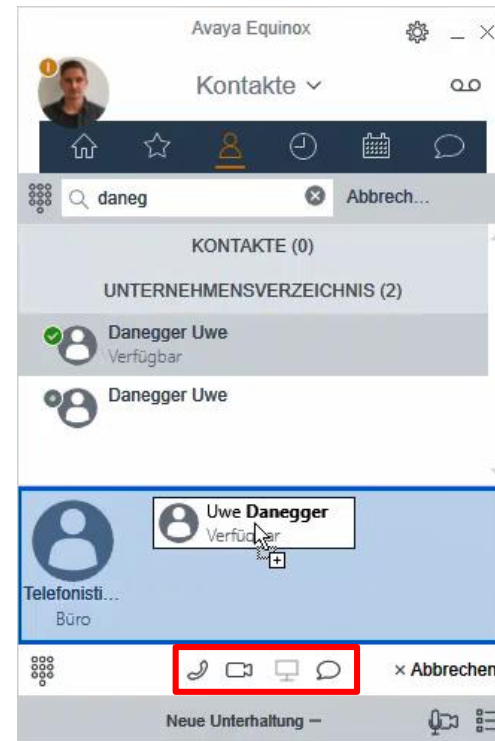 Avaya Equinox
Kontakte
daneg
Abbrech...
KONTAKTE (0)
UNTERNEHMENSVERZEICHNIS (2)
Danegger Uwe
Verfügbar
Danegger Uwe
Uwe Danegger
Verfügbar
Telefonisti...
Büro
× Abbrechen
Neue Unterhaltung –